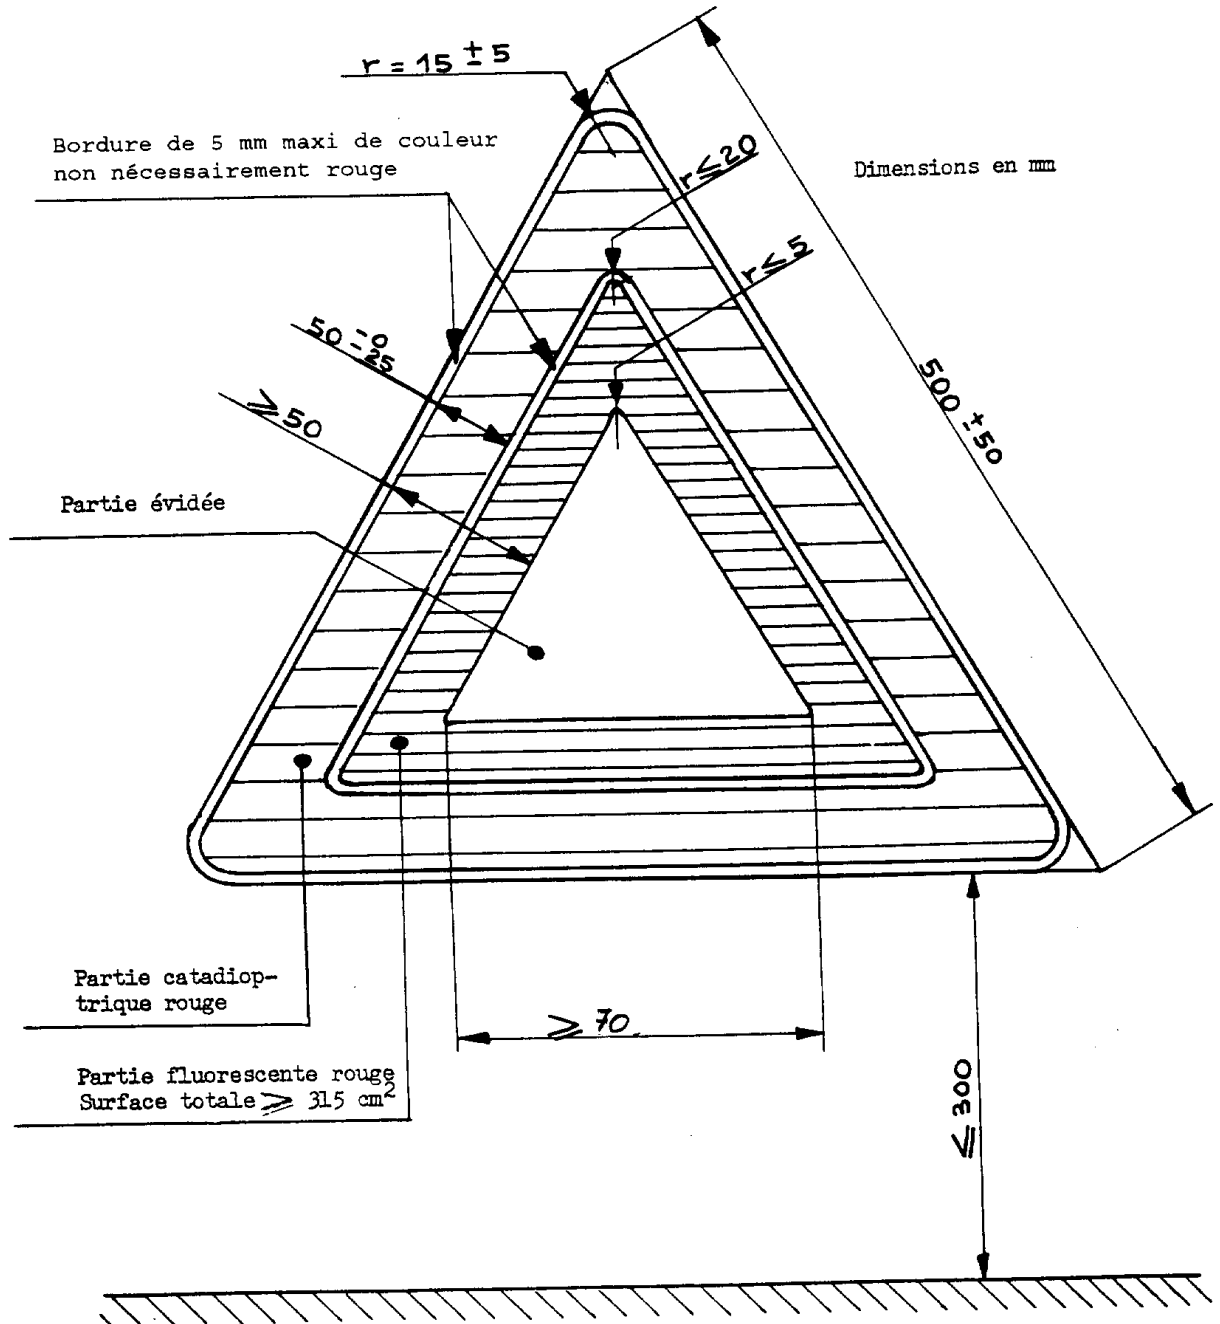 r = 15 ± 5
Bordure de 5 mm maxi de couleur
non nécessairement rouge
r ≤ 20
Dimensions en mm
r ≤ 5
50 -0
-25
≥ 50
500 ± 50
Partie évidée
Partie catadiop-
trique rouge
≥ 70
Partie fluorescente rouge
Surface totale ≥ 315 cm²
≤ 300